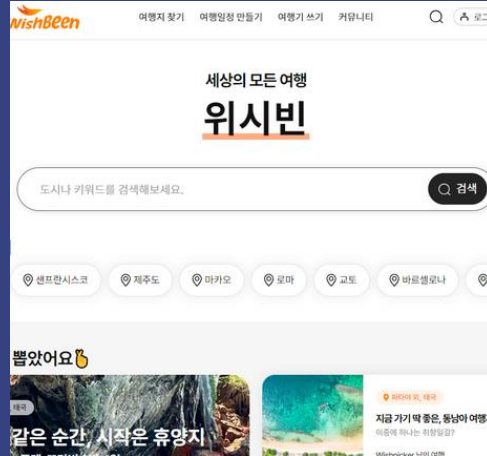 WishBeen
여행지 찾기 여행일정 만들기 여행기 쓰기 커뮤니티
세상의 모든 여행
위시빈
도시나 키워드를 검색해보세요.
검색
샌프란시스코 제주도 마카오 로마 교토 바르셀로나
뽑았어요
태국
파타야 외, 태국
같은 순간, 시작은 휴양지
지금 가기 딱 좋은, 동남아 여행
이중에 하나는 취향일걸?
님의 여행